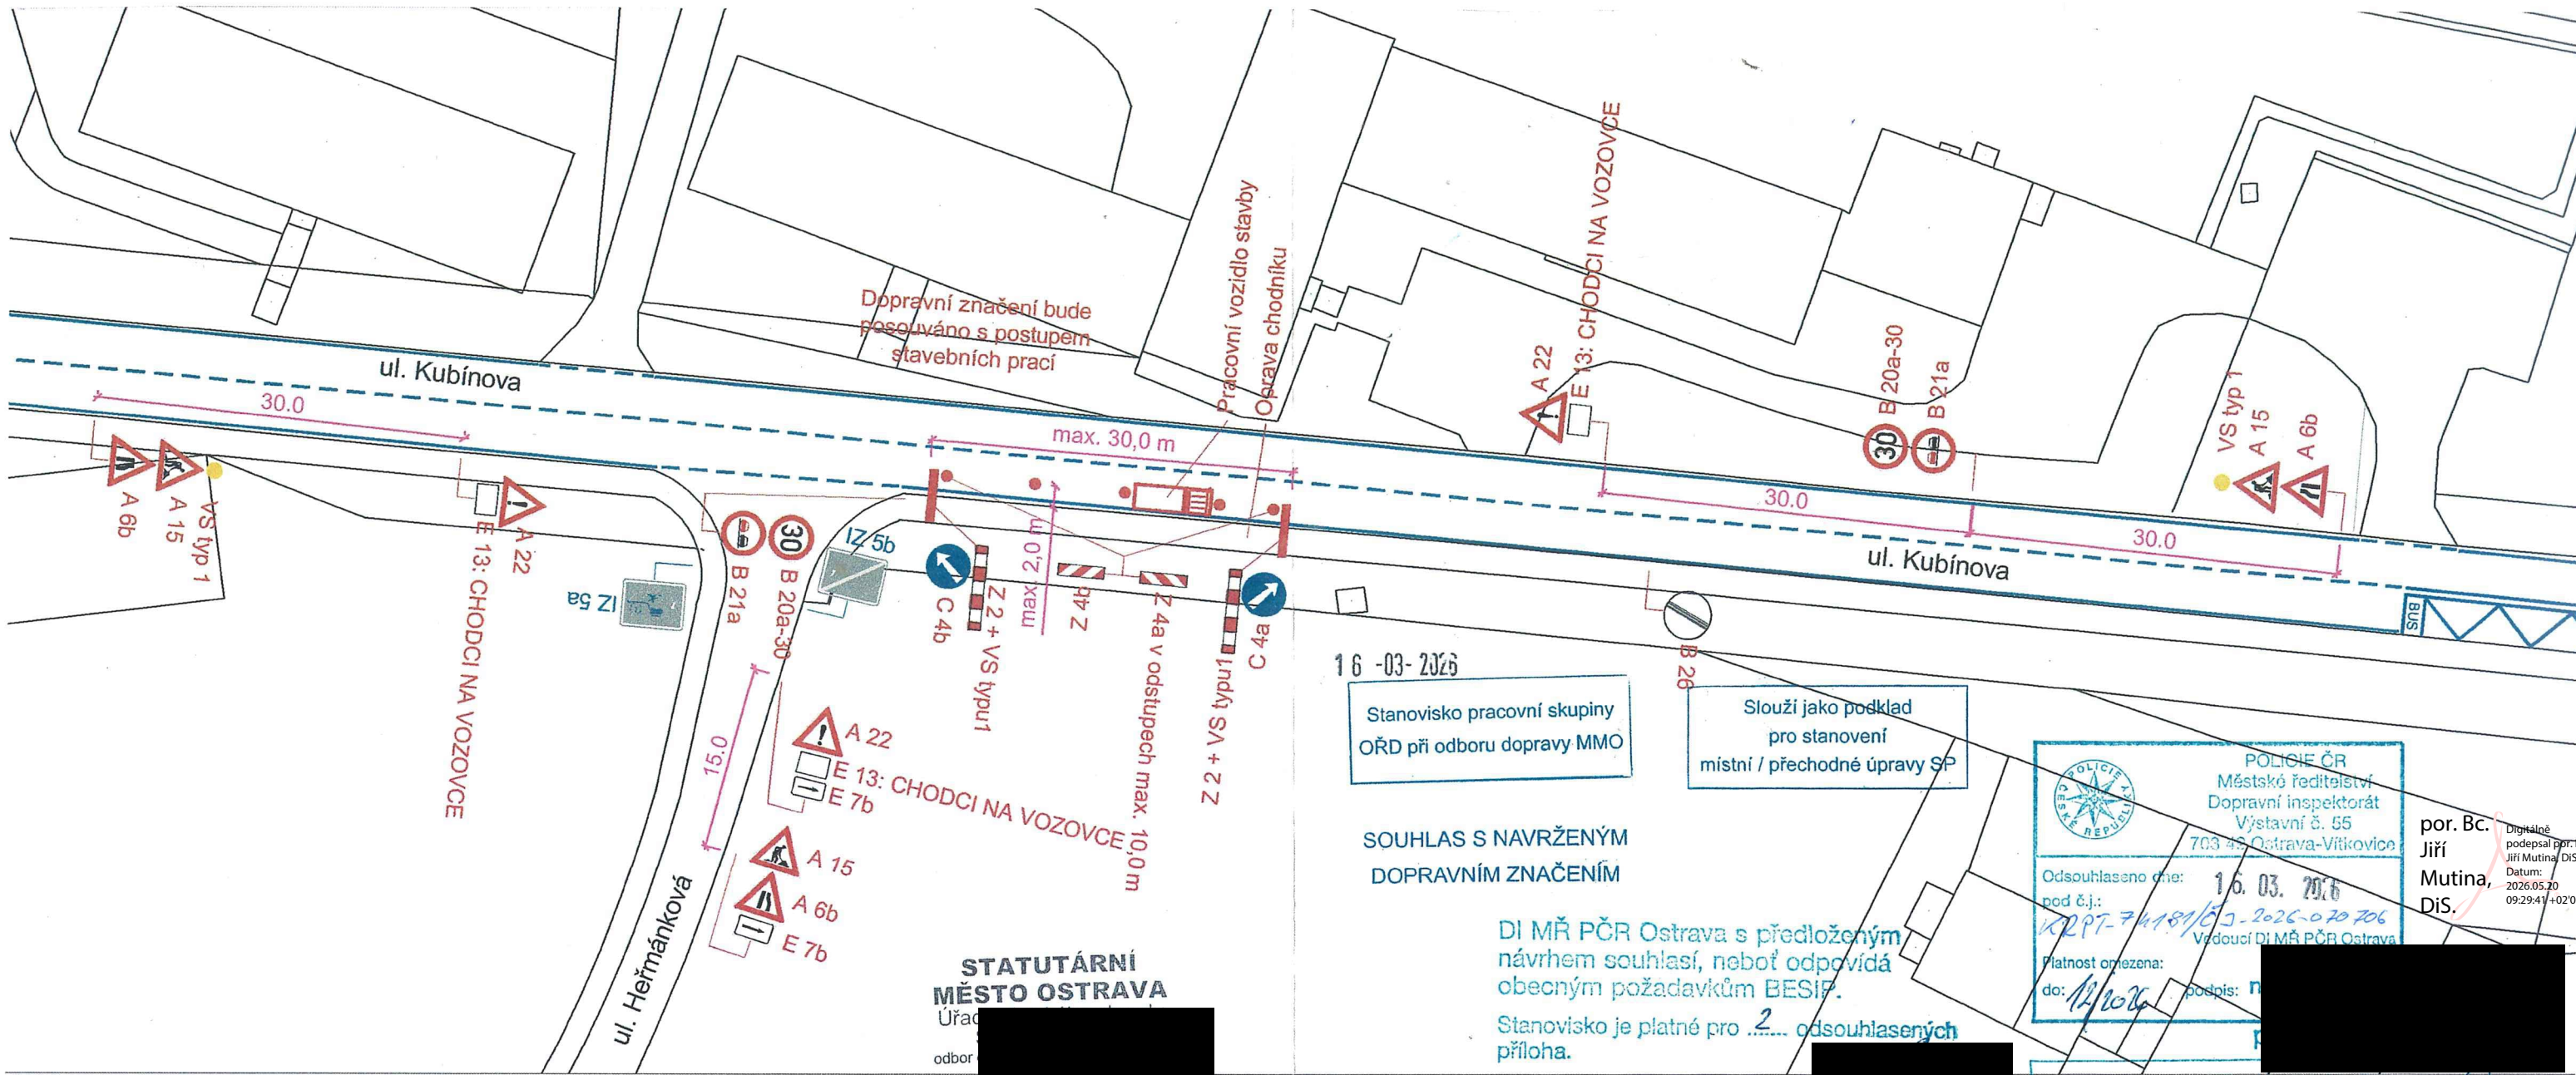 Dopravní značení bude
posouváno s postupem
stavebních prací
Pracovní vozidlo stavby
Oprava chodníku
ul. Kubínova
30.0
max. 30,0 m
A 22
E 13: CHODCI NA VOZOVCE
B 20a-30
B 21a
30
VS typ 1
A 15
A 6b
30.0
30.0
ul. Kubínova
BUS
A 6b
A 15
VS typ 1
E 13: CHODCI NA VOZOVCE
A 22
IZ 5a
B 21a
30
B 20a-30
IZ 5b
C 4b
Z 2 + VS typu1
max. 2,0 m
Z 4b
Z 4a v odstupech max. 10,0 m
Z 2 + VS typu1
C 4a
B 26
15.0
A 22
E 13: CHODCI NA VOZOVCE
E 7b
A 15
A 6b
E 7b
ul. Heřmánková
16 -03- 2026
Stanovisko pracovní skupiny
OŘD při odboru dopravy MMO
Slouží jako podklad
pro stanovení
místní / přechodné úpravy SP
SOUHLAS S NAVRŽENÝM
DOPRAVNÍM ZNAČENÍM
DI MŘ PČR Ostrava s předloženým
návrhem souhlasí, neboť odpovídá
obecným požadavkům BESIP.
Stanovisko je platné pro ..2.... odsouhlasených
příloha.
STATUTÁRNÍ
MĚSTO OSTRAVA
odbor
POLICIE ČESKÉ REPUBLIKY
POLICIE ČR
Městské ředitelství
Dopravní inspektorát
Výstavní č. 55
Ostrava-Vítkovice
Odsouhlaseno dne: 16. 03. 2026
pod č.j.:
Vedoucí DI MŘ PČR Ostrava
Platnost omezena:
do: 12/2026 podpis:
por. Bc.
Jiří
Mutina,
DiS.
Digitálně
podepsal por.
Jiří Mutina, DiS
Datum:
2026.05.20
09:29:41 +02'0